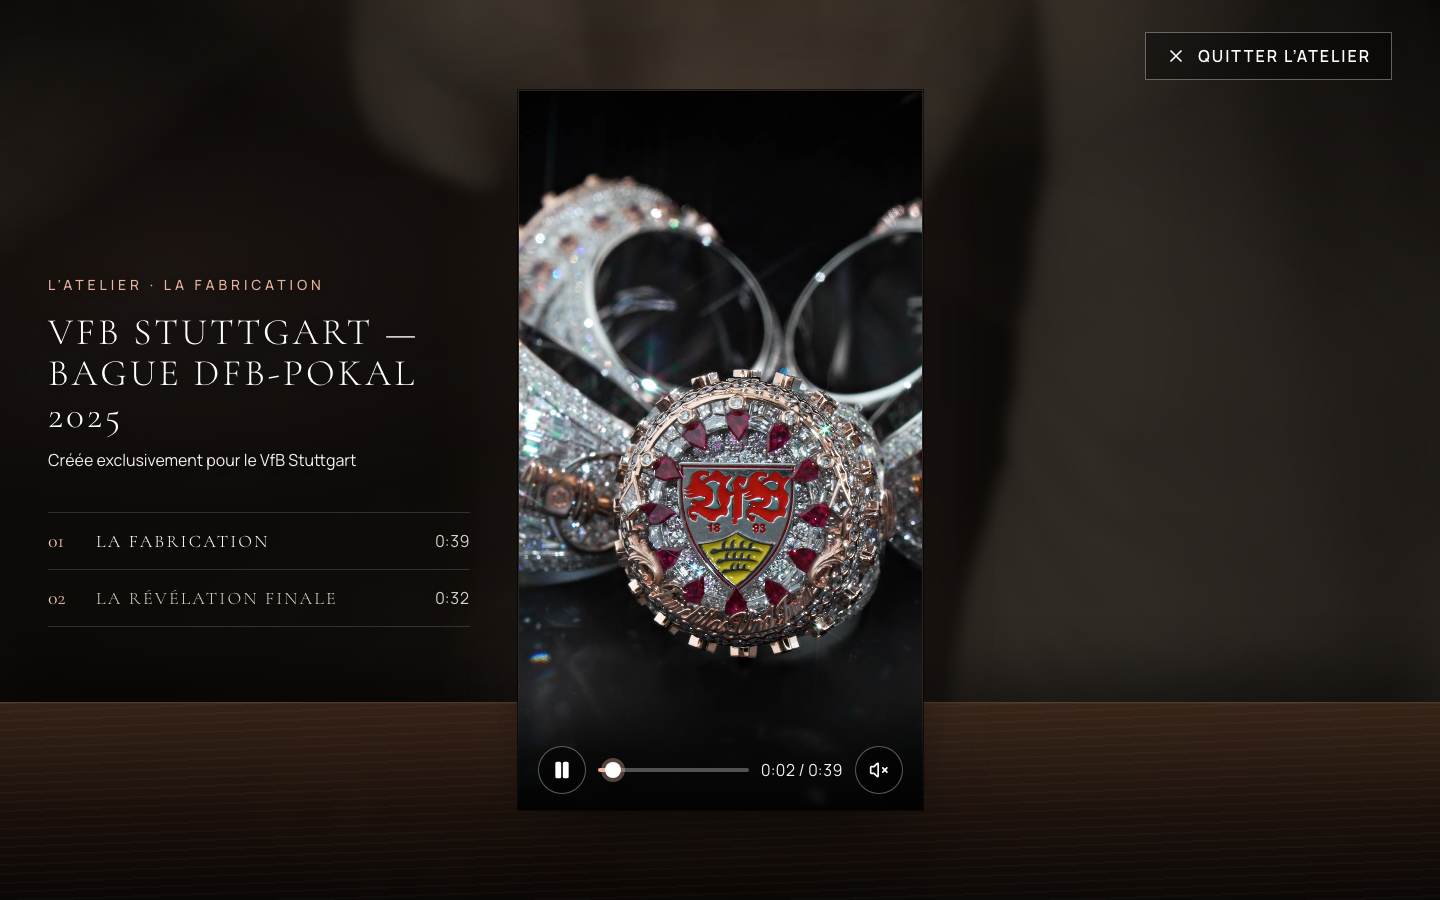 QUITTER L’ATELIER
L’ATELIER · LA FABRICATION
VFB STUTTGART —
BAGUE DFB-POKAL
2025
Créée exclusivement pour le VfB Stuttgart
01 LA FABRICATION 0:39
02 LA RÉVÉLATION FINALE 0:32
VfB
18 93
0:02 / 0:39